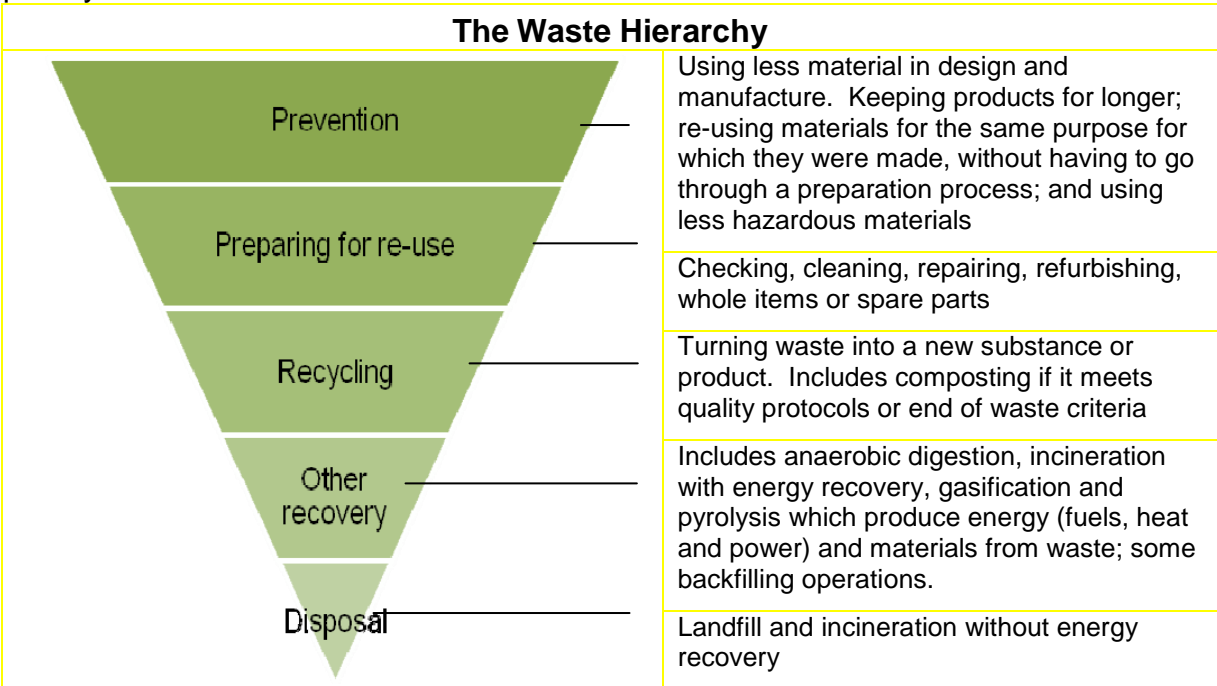 The Waste Hierarchy
Prevention
Using less material in design and
manufacture.  Keeping products for longer;
re-using materials for the same purpose for
which they were made, without having to go
through a preparation process; and using
less hazardous materials
Preparing for re-use
Checking, cleaning, repairing, refurbishing,
whole items or spare parts
Recycling
Turning waste into a new substance or
product.  Includes composting if it meets
quality protocols or end of waste criteria
Other
recovery
Includes anaerobic digestion, incineration
with energy recovery, gasification and
pyrolysis which produce energy (fuels, heat
and power) and materials from waste; some
backfilling operations.
Disposal
Landfill and incineration without energy
recovery